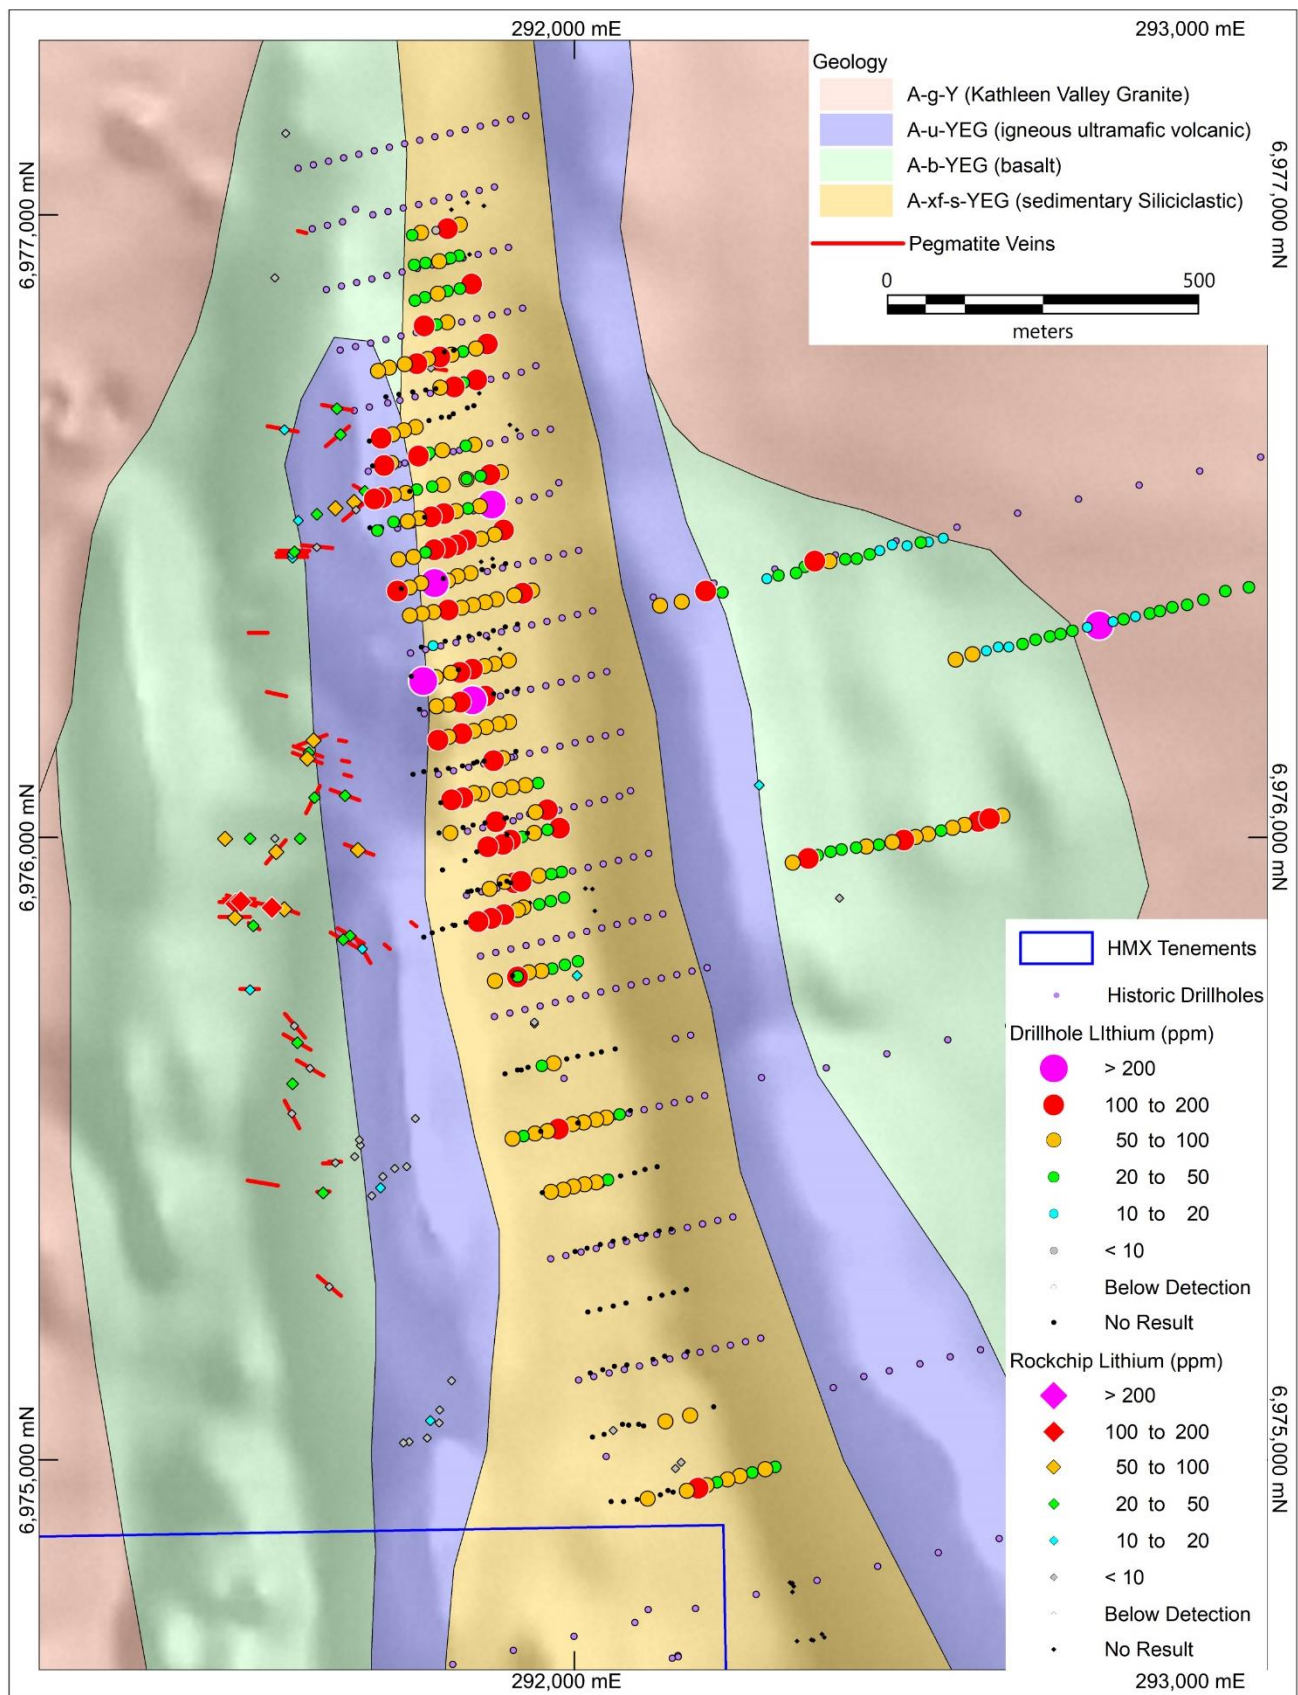 292,000 mE
293,000 mE
Geology
A-g-Y (Kathleen Valley Granite)
A-u-YEG (igneous ultramafic volcanic)
A-b-YEG (basalt)
A-xf-s-YEG (sedimentary Siliciclastic)
Pegmatite Veins
0 500
meters
6,977,000 mN
6,977,000 mN
6,976,000 mN
6,976,000 mN
HMX Tenements
Historic Drillholes
Drillhole LIthium (ppm)
> 200
100 to 200
50 to 100
20 to 50
10 to 20
< 10
Below Detection
No Result
Rockchip Lithium (ppm)
> 200
100 to 200
50 to 100
20 to 50
10 to 20
< 10
Below Detection
No Result
6,975,000 mN
6,975,000 mN
292,000 mE
293,000 mE